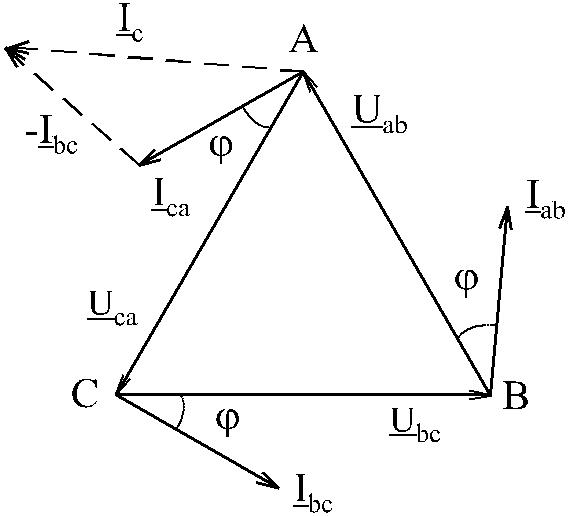 I_c
A
U_ab
-I_bc
φ
I_ca
I_ab
φ
U_ca
C
φ
U_bc
B
I_bc